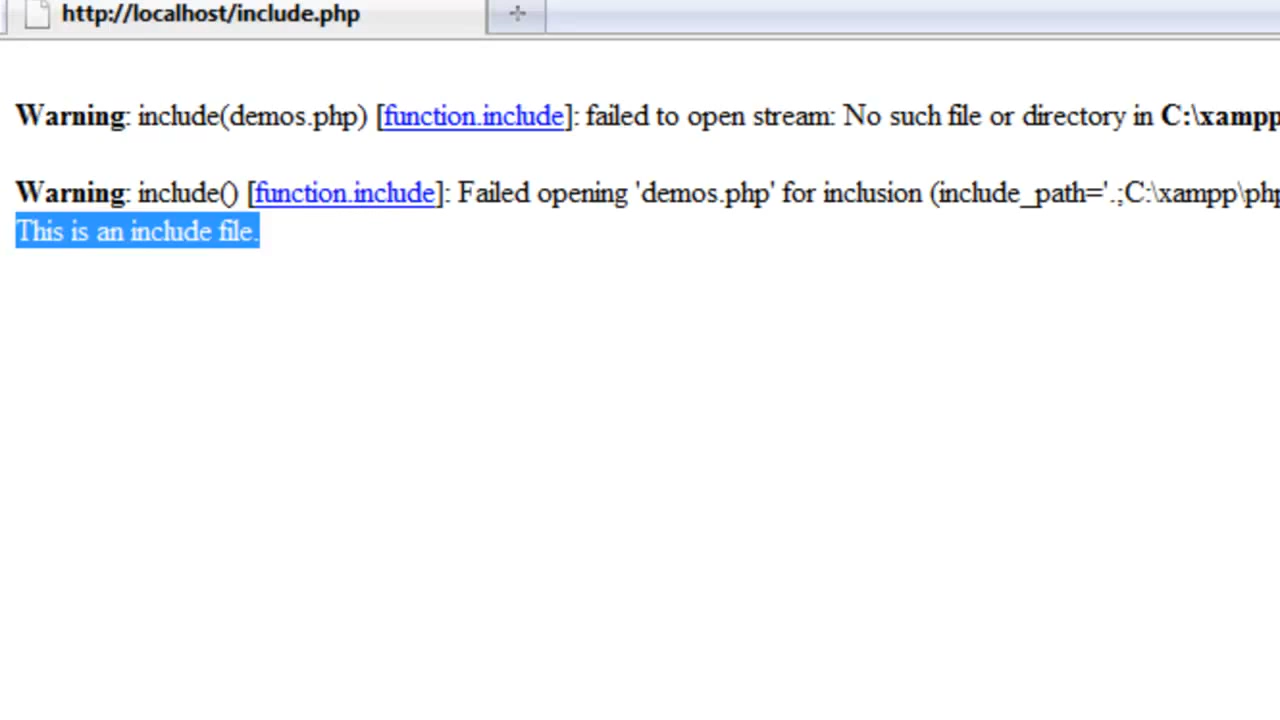 http://localhost/include.php
Warning: include(demos.php) [function.include]: failed to open stream: No such file or directory in C:\xampp
Warning: include() [function.include]: Failed opening 'demos.php' for inclusion (include_path='.;C:\xampp\php
This is an include file.